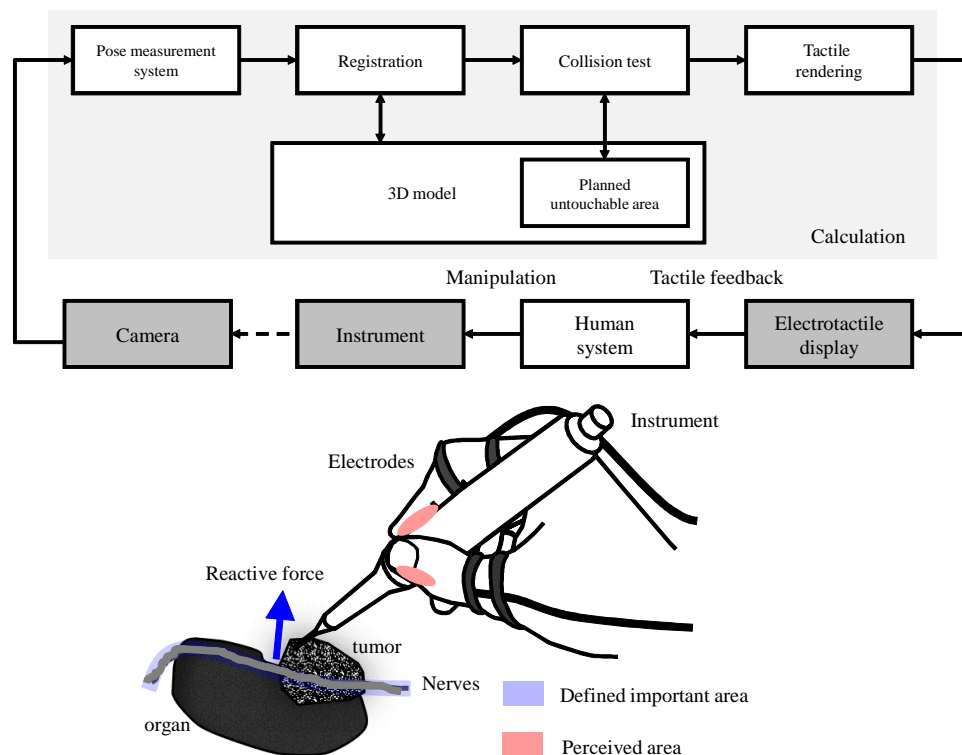 Pose measurement
system
Registration
Collision test
Tactile
rendering
3D model
Planned
untouchable area
Calculation
Manipulation
Tactile feedback
Camera
Instrument
Human
system
Electrotactile
display
Instrument
Electrodes
Reactive force
tumor
Nerves
organ
Defined important area
Perceived area